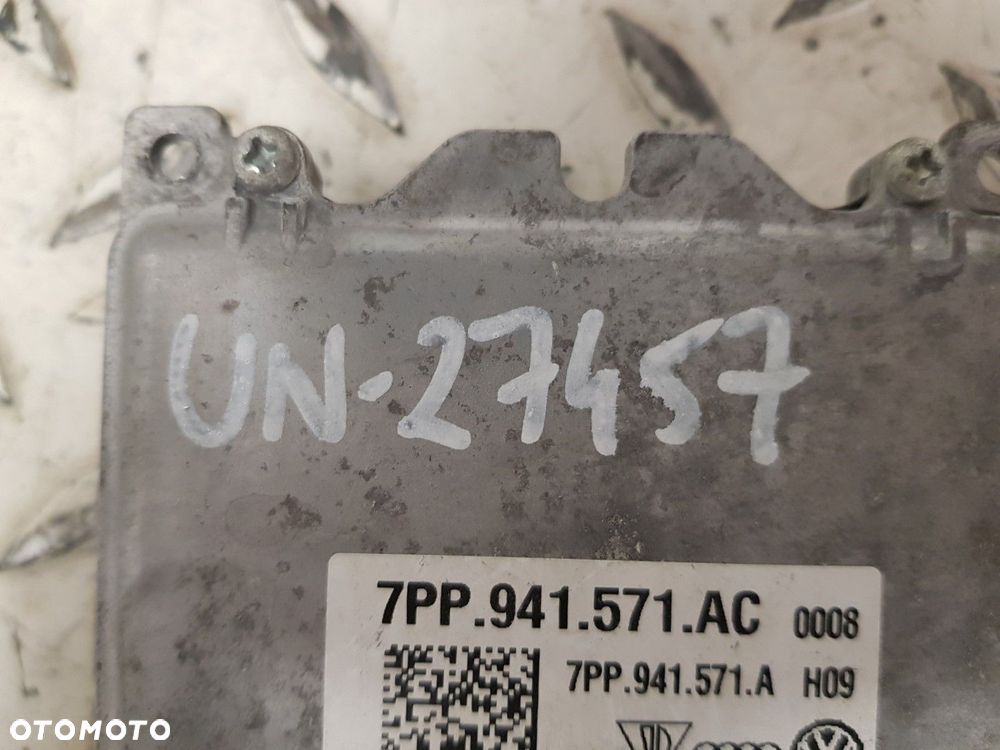 UN-27457
7PP.941.571.AC 0008
7PP.941.571.A H09
OTOMOTO